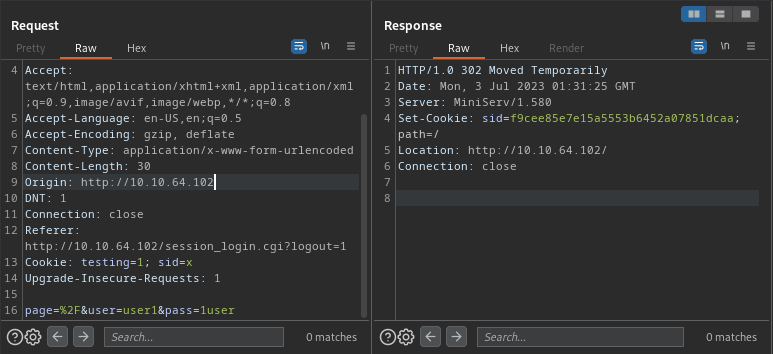 Request
Pretty Raw Hex
\n
4 Accept:
text/html,application/xhtml+xml,application/xml
;q=0.9,image/avif,image/webp,*/*;q=0.8
5 Accept-Language: en-US,en;q=0.5
6 Accept-Encoding: gzip, deflate
7 Content-Type: application/x-www-form-urlencoded
8 Content-Length: 30
9 Origin: http://10.10.64.102
10 DNT: 1
11 Connection: close
12 Referer:
http://10.10.64.102/session_login.cgi?logout=1
13 Cookie: testing=1; sid=x
14 Upgrade-Insecure-Requests: 1
15
16 page=%2F&user=user1&pass=1user
Search...
0 matches
Response
Pretty Raw Hex Render
\n
1 HTTP/1.0 302 Moved Temporarily
2 Date: Mon, 3 Jul 2023 01:31:25 GMT
3 Server: MiniServ/1.580
4 Set-Cookie: sid=f9cee85e7e15a5553b6452a07851dcaa;
path=/
5 Location: http://10.10.64.102/
6 Connection: close
7
8
Search...
0 matches